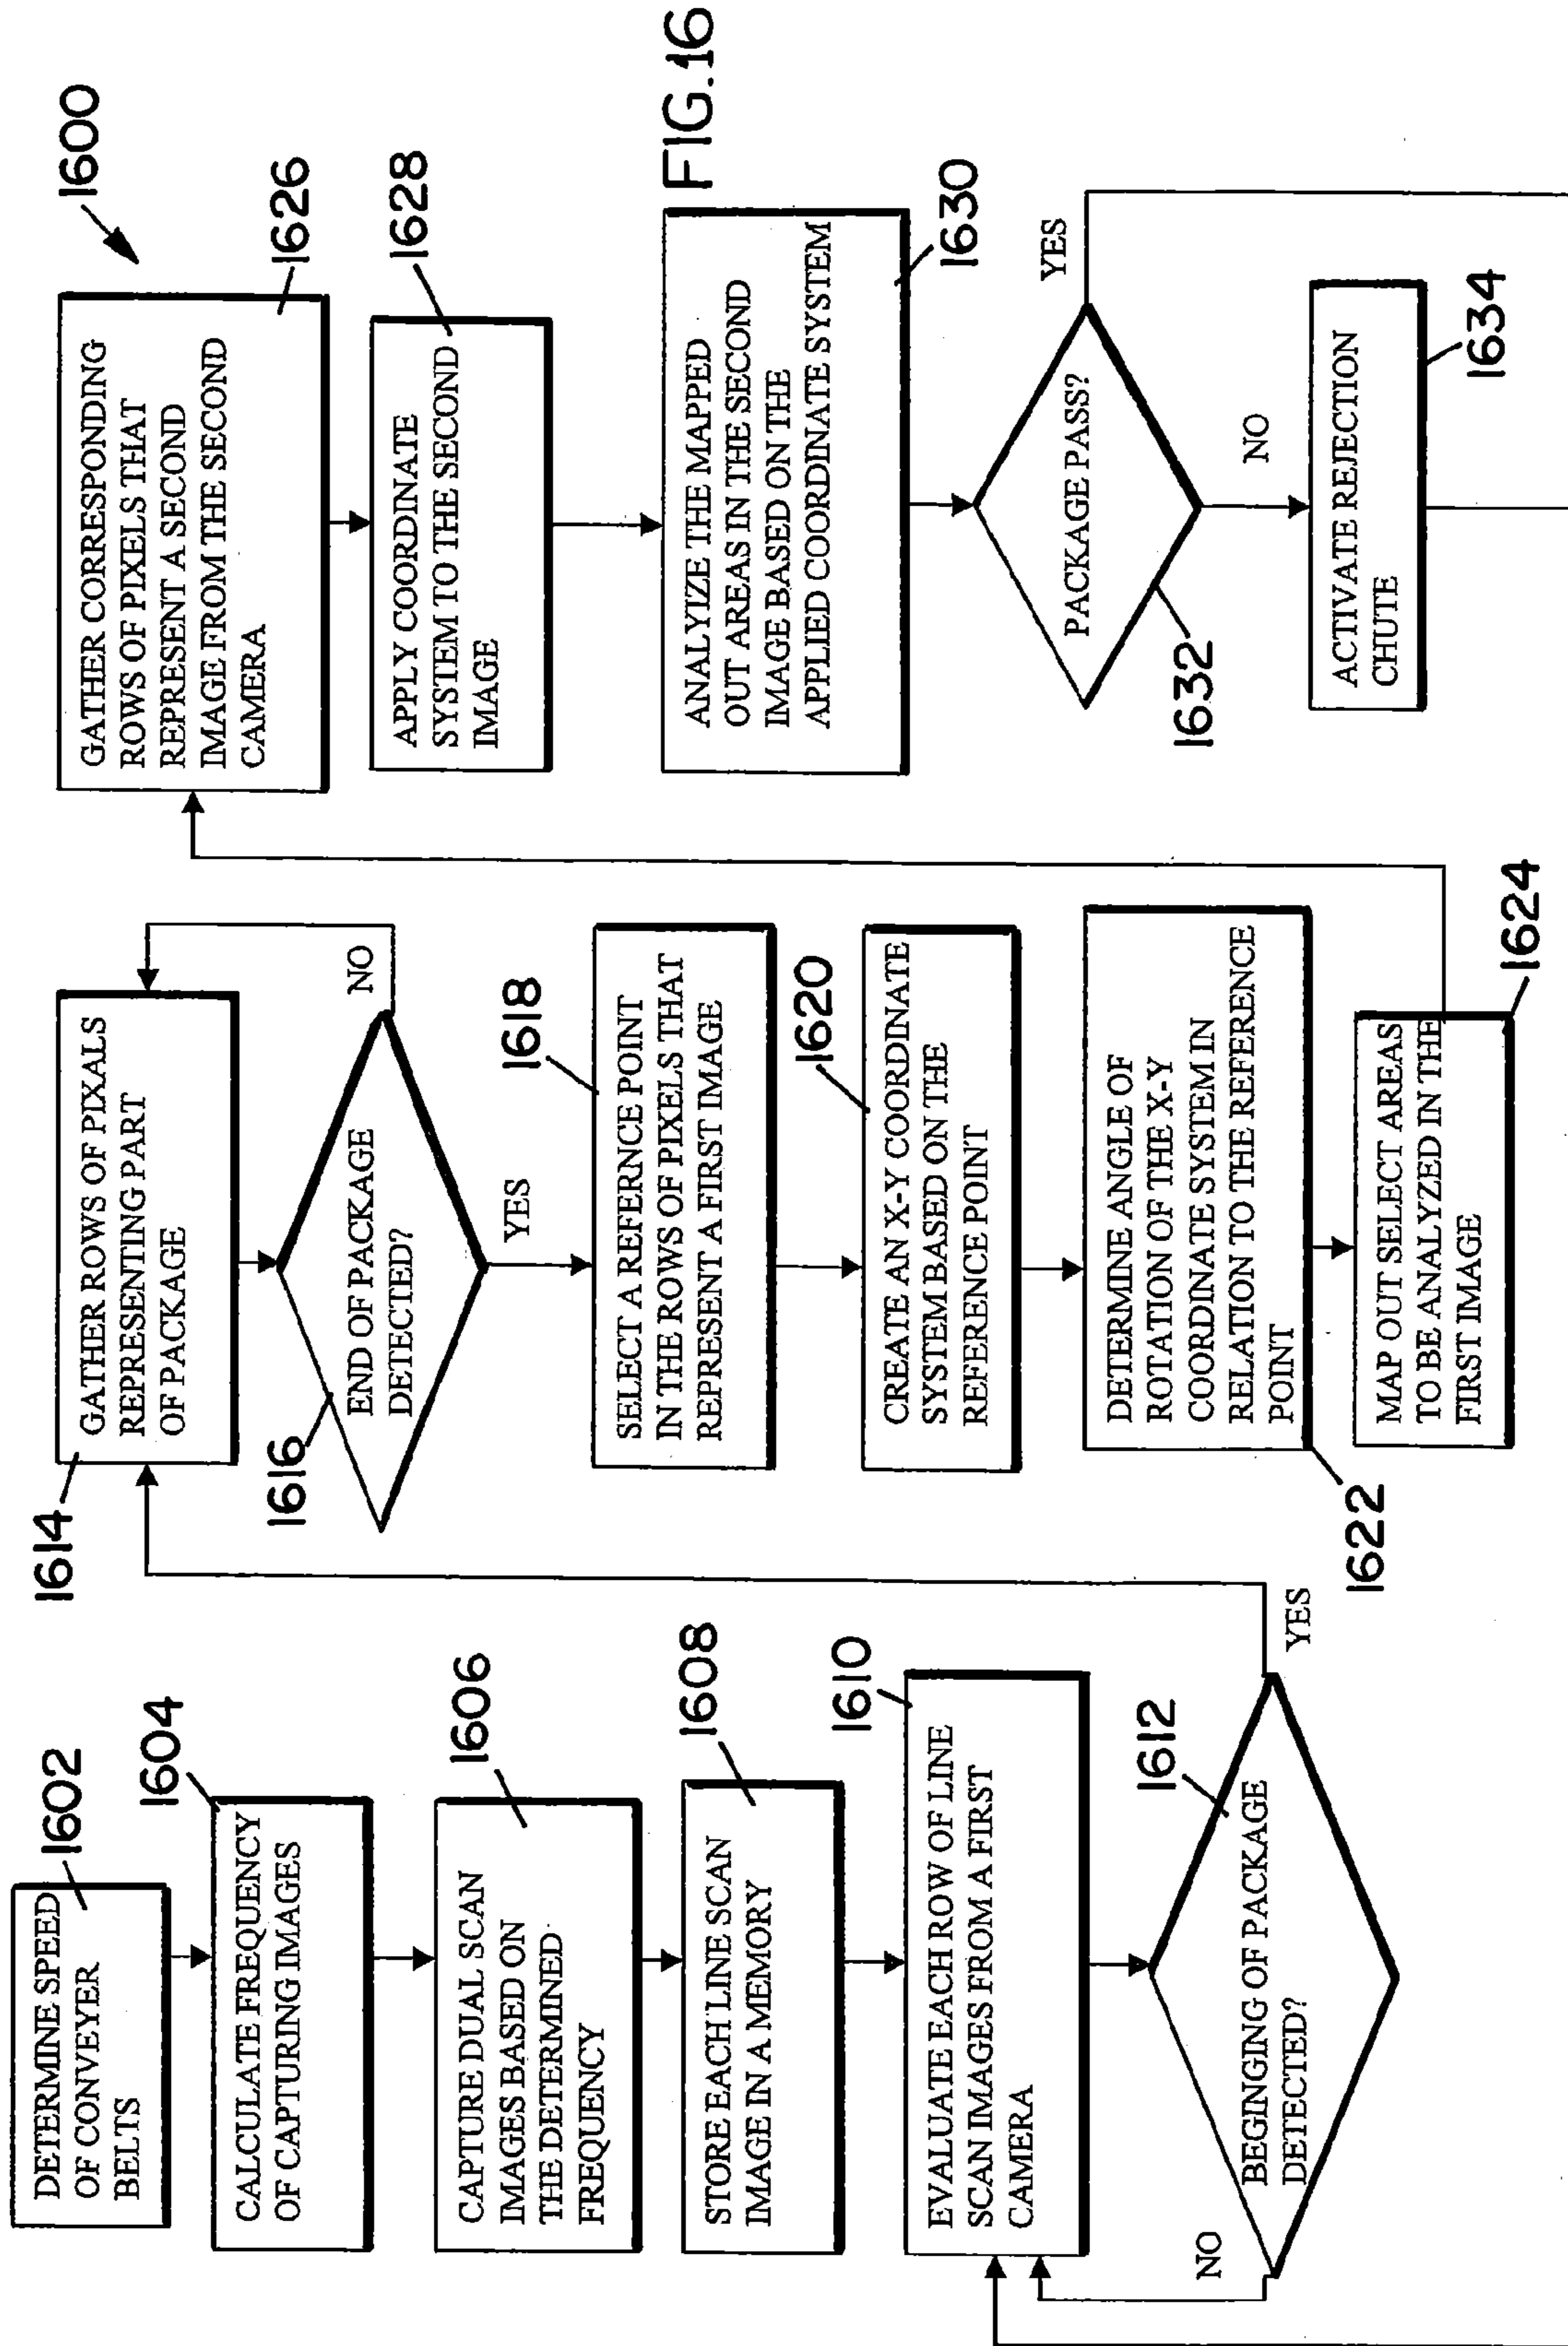 1600
1602
DETERMINE SPEED
OF CONVEYER
BELTS
1604
CALCULATE FREQUENCY
OF CAPTURING IMAGES
1606
CAPTURE DUAL SCAN
IMAGES BASED ON
THE DETERMINED
FREQUENCY
1608
STORE EACH LINE SCAN
IMAGE IN A MEMORY
1610
EVALUATE EACH ROW OF LINE
SCAN IMAGES FROM A FIRST
CAMERA
1612
BEGINING OF PACKAGE
DETECTED?
NO
YES
1614
GATHER ROWS OF PIXALS
REPRESENTING PART
OF PACKAGE
1616
END OF PACKAGE
DETECTED?
NO
YES
1618
SELECT A REFERNCE POINT
IN THE ROWS OF PIXELS THAT
REPRESENT A FIRST IMAGE
1620
CREATE AN X-Y COORDINATE
SYSTEM BASED ON THE
REFERENCE POINT
1622
DETERMINE ANGLE OF
ROTATION OF THE X-Y
COORDINATE SYSTEM IN
RELATION TO THE REFERENCE
POINT
1624
MAP OUT SELECT AREAS
TO BE ANALYZED IN THE
FIRST IMAGE
1626
GATHER CORRESPONDING
ROWS OF PIXELS THAT
REPRESENT A SECOND
IMAGE FROM THE SECOND
CAMERA
1628
APPLY COORDINATE
SYSTEM TO THE SECOND
IMAGE
1630
ANALYIZE THE MAPPED
OUT AREAS IN THE SECOND
IMAGE BASED ON THE
APPLIED COORDINATE SYSTEM
1632
PACKAGE PASS?
YES
NO
1634
ACTIVATE REJECTION
CHUTE
FIG.16